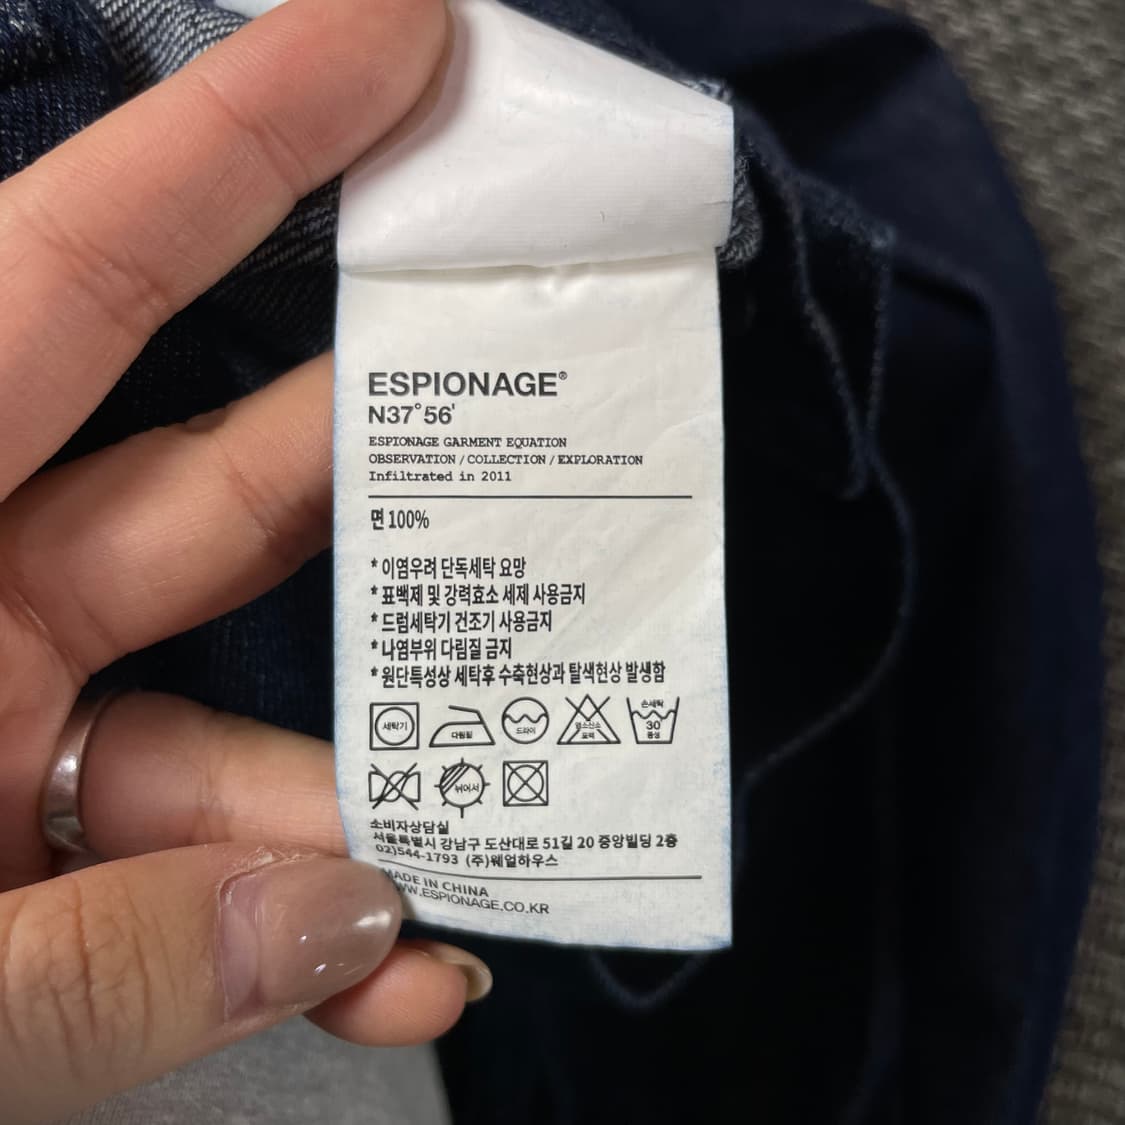 ESPIONAGE®
N37°56'
ESPIONAGE GARMENT EQUATION
OBSERVATION / COLLECTION / EXPLORATION
Infiltrated in 2011
면 100%
* 이염우려 단독세탁 요망
* 표백제 및 강력효소 세제 사용금지
* 드럼세탁기 건조기 사용금지
* 나염부위 다림질 금지
* 원단특성상 세탁후 수축현상과 탈색현상 발생함
세탁기 다림질 드라이 염소산소 표백 손세탁 30 중성
뉘어서
소비자상담실
서울특별시 강남구 도산대로 51길 20 중앙빌딩 2층
02)544-1793 (주)웨얼하우스
MADE IN CHINA
WWW.ESPIONAGE.CO.KR